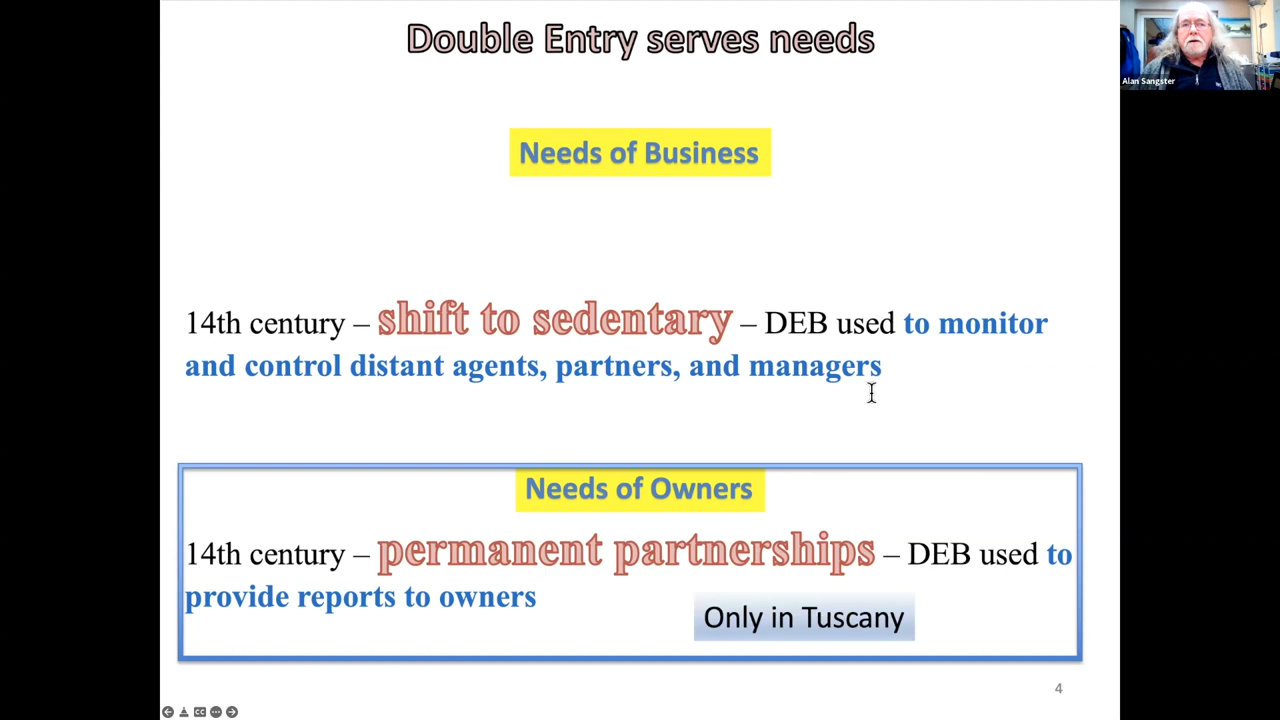 Double Entry serves needs
Alan Sangster
Needs of Business
14th century – shift to sedentary – DEB used to monitor
and control distant agents, partners, and managers
Needs of Owners
14th century – permanent partnerships – DEB used to
provide reports to owners
Only in Tuscany
4
CC